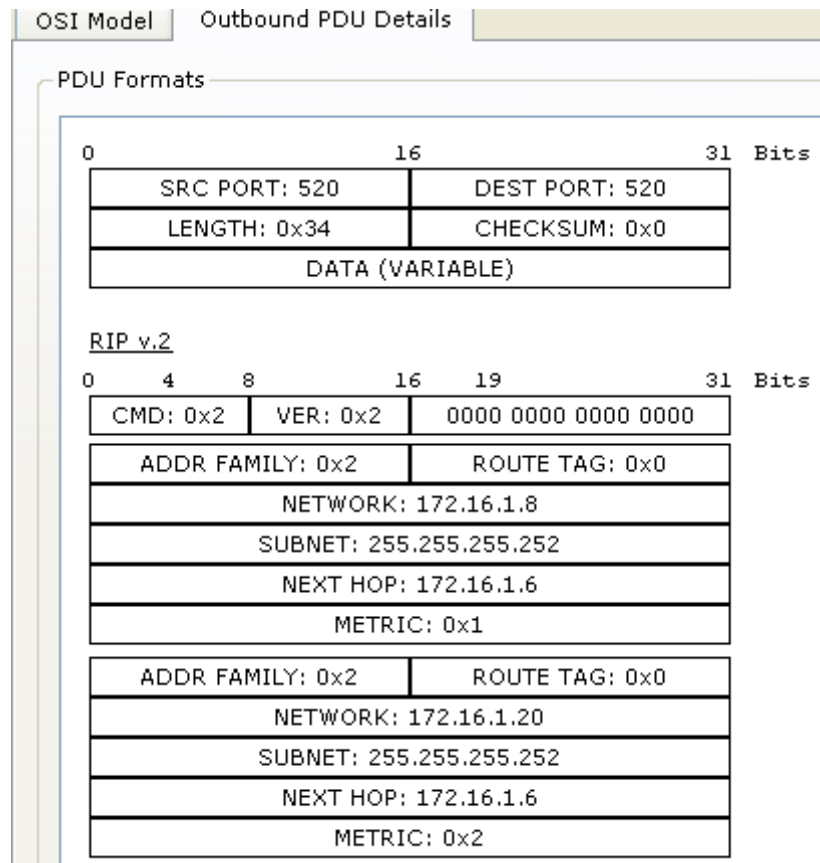 OSI Model Outbound PDU Details
PDU Formats
0 16 31 Bits
SRC PORT: 520 DEST PORT: 520
LENGTH: 0x34 CHECKSUM: 0x0
DATA (VARIABLE)
RIP v.2
0 4 8 16 19 31 Bits
CMD: 0x2 VER: 0x2 0000 0000 0000 0000
ADDR FAMILY: 0x2 ROUTE TAG: 0x0
NETWORK: 172.16.1.8
SUBNET: 255.255.255.252
NEXT HOP: 172.16.1.6
METRIC: 0x1
ADDR FAMILY: 0x2 ROUTE TAG: 0x0
NETWORK: 172.16.1.20
SUBNET: 255.255.255.252
NEXT HOP: 172.16.1.6
METRIC: 0x2